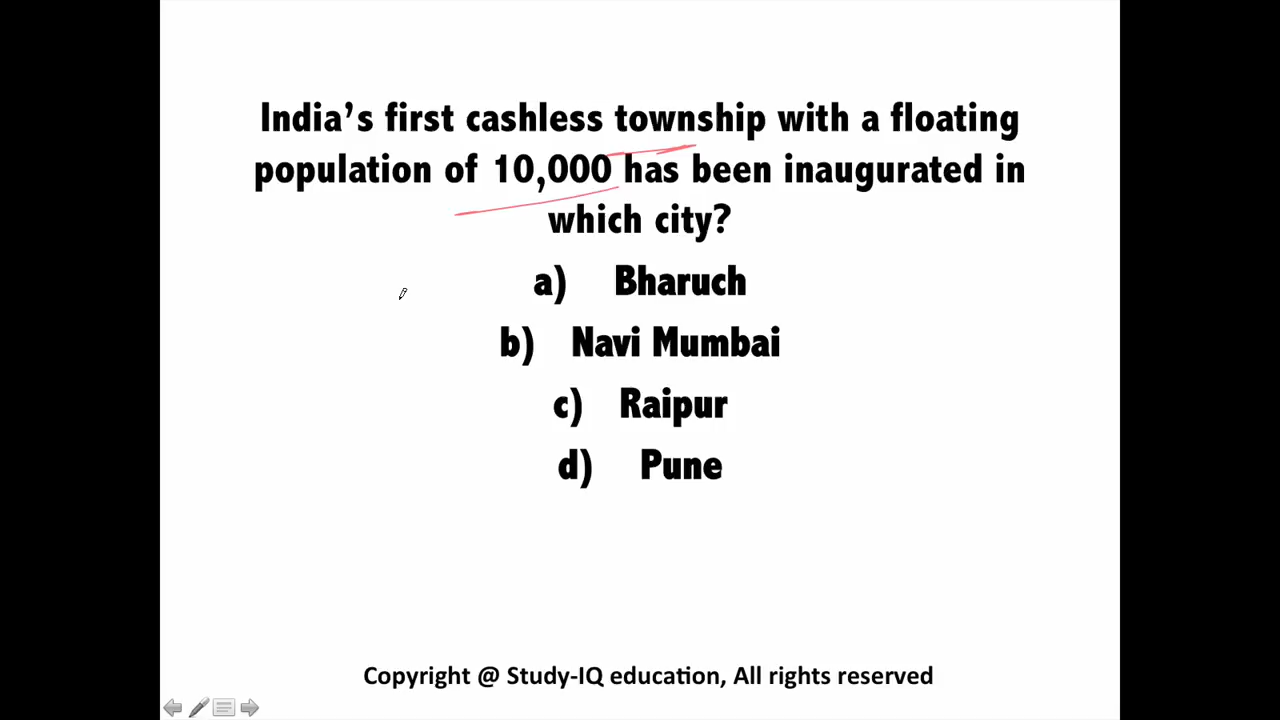 India’s first cashless township with a floating
population of 10,000 has been inaugurated in
which city?
a) Bharuch
b) Navi Mumbai
c) Raipur
d) Pune
Copyright @ Study-IQ education, All rights reserved